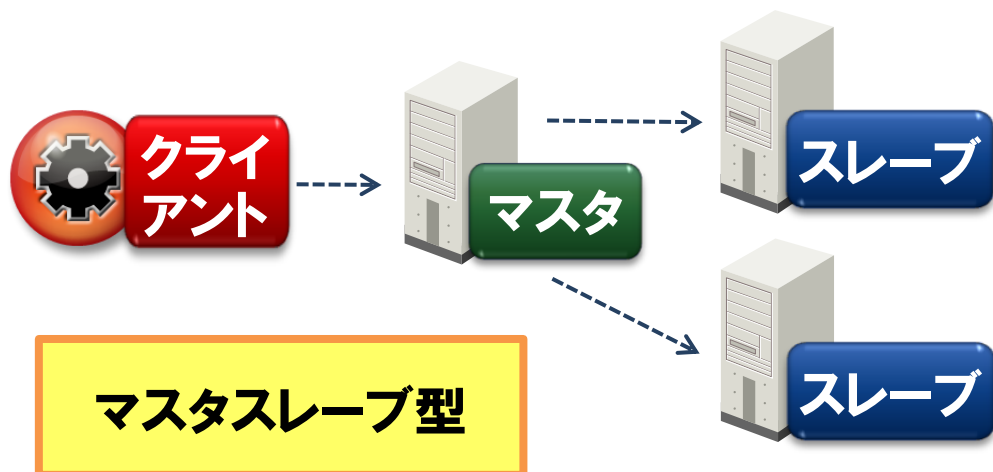 クライ
アント
マスタ
スレーブ
スレーブ
マスタスレーブ型